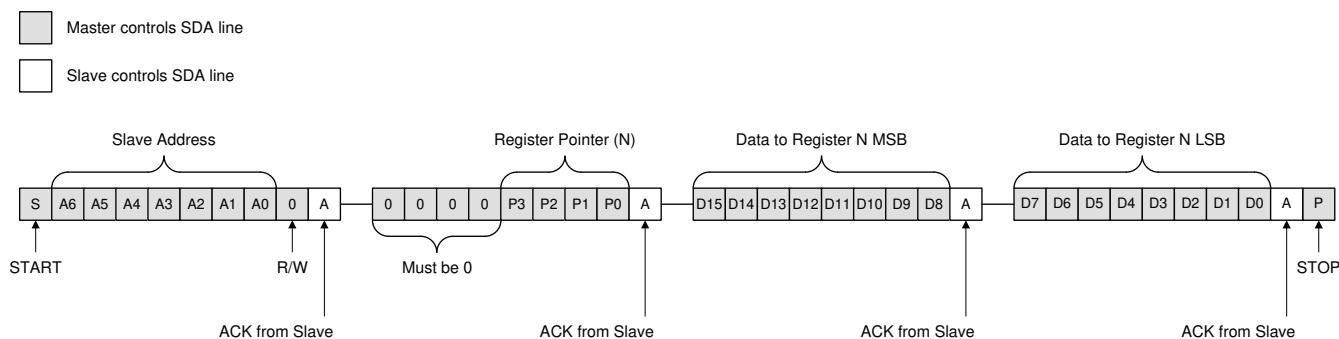 Master controls SDA line
Slave controls SDA line
Slave Address
Register Pointer (N)
Data to Register N MSB
Data to Register N LSB
S A6 A5 A4 A3 A2 A1 A0 0 A 0 0 0 0 P3 P2 P1 P0 A D15 D14 D13 D12 D11 D10 D9 D8 A D7 D6 D5 D4 D3 D2 D1 D0 A P
START
R/W
Must be 0
STOP
ACK from Slave
ACK from Slave
ACK from Slave
ACK from Slave